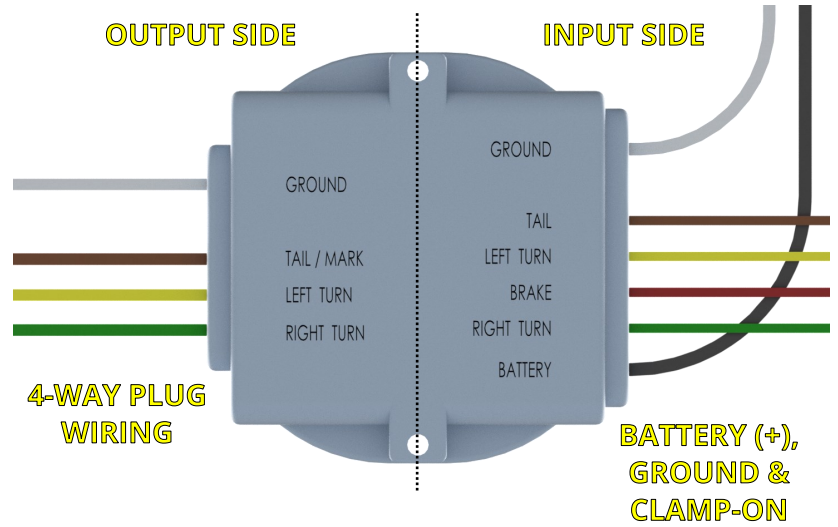 OUTPUT SIDE
INPUT SIDE
GROUND
TAIL / MARK
LEFT TURN
RIGHT TURN
GROUND
TAIL
LEFT TURN
BRAKE
RIGHT TURN
BATTERY
4-WAY PLUG
WIRING
BATTERY (+),
GROUND &
CLAMP-ON